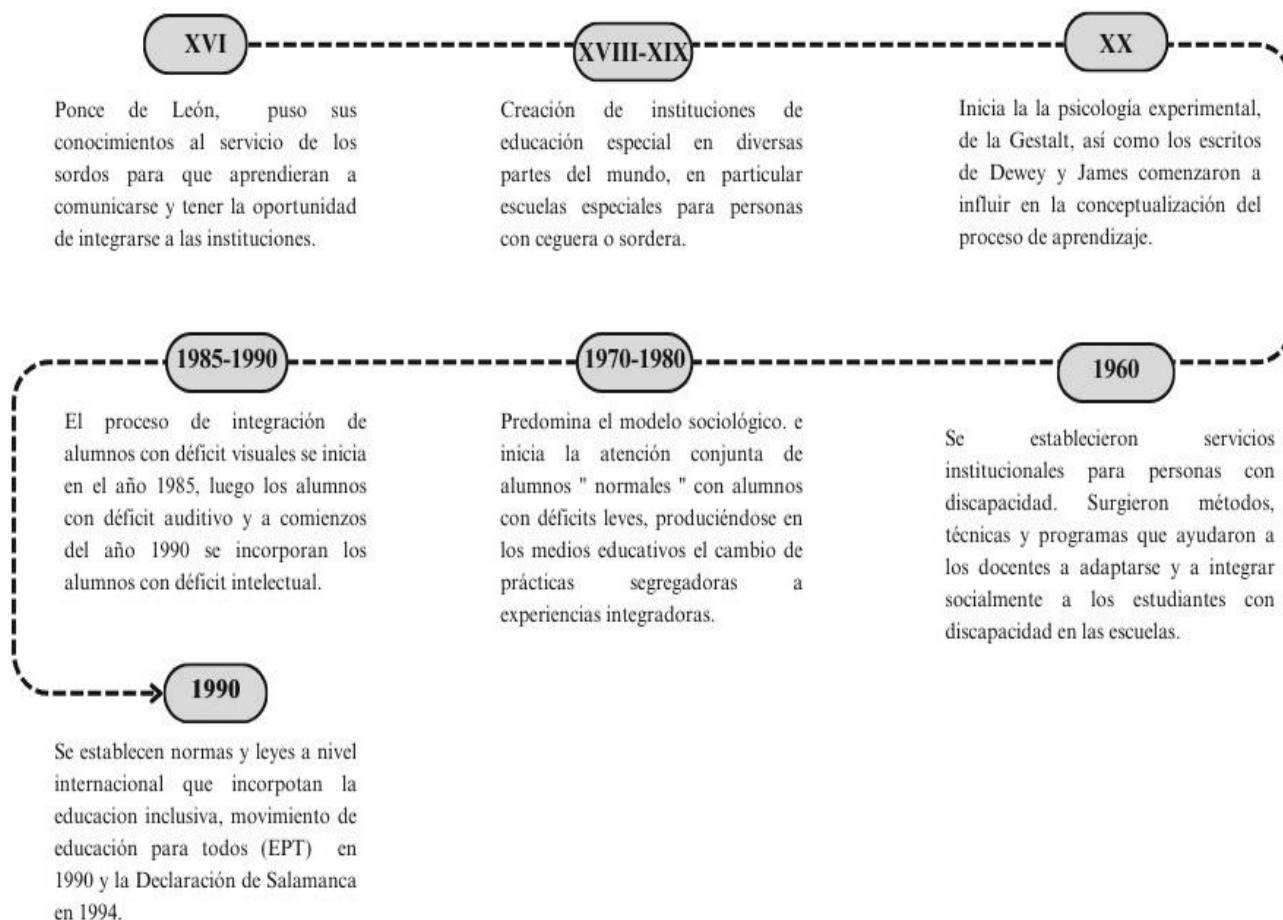 XVI
Ponce de León, puso sus
conocimientos al servicio de los
sordos para que aprendieran a
comunicarse y tener la oportunidad
de integrarse a las instituciones.
XVIII-XIX
Creación de instituciones de
educación especial en diversas
partes del mundo, en particular
escuelas especiales para personas
con ceguera o sordera.
XX
Inicia la la psicología experimental,
de la Gestalt, así como los escritos
de Dewey y James comenzaron a
influir en la conceptualización del
proceso de aprendizaje.
1960
Se establecieron servicios
institucionales para personas con
discapacidad. Surgieron métodos,
técnicas y programas que ayudaron a
los docentes a adaptarse y a integrar
socialmente a los estudiantes con
discapacidad en las escuelas.
1970-1980
Predomina el modelo sociológico. e
inicia la atención conjunta de
alumnos " normales " con alumnos
con déficits leves, produciéndose en
los medios educativos el cambio de
prácticas segregadoras a
experiencias integradoras.
1985-1990
El proceso de integración de
alumnos con déficit visuales se inicia
en el año 1985, luego los alumnos
con déficit auditivo y a comienzos
del año 1990 se incorporan los
alumnos con déficit intelectual.
1990
Se establecen normas y leyes a nivel
internacional que incorpotan la
educacion inclusiva, movimiento de
educación para todos (EPT) en
1990 y la Declaración de Salamanca
en 1994.